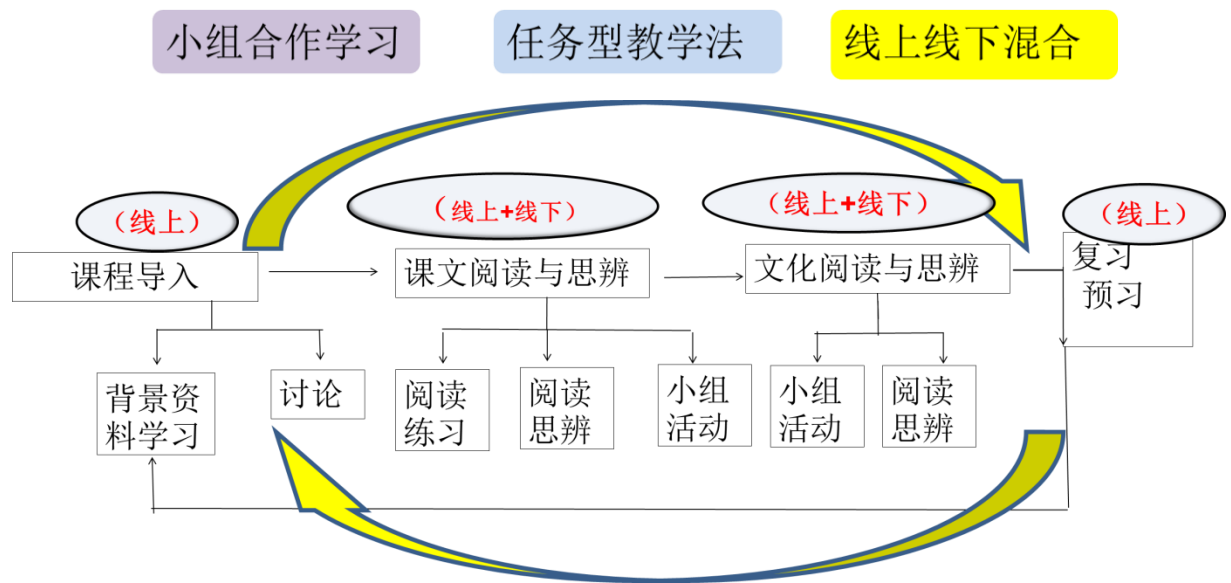 小组合作学习
任务型教学法
线上线下混合
（线上）
（线上+线下）
（线上+线下）
（线上）
课程导入
课文阅读与思辨
文化阅读与思辨
复习
预习
背景资
料学习
讨论
阅读
练习
阅读
思辨
小组
活动
小组
活动
阅读
思辨